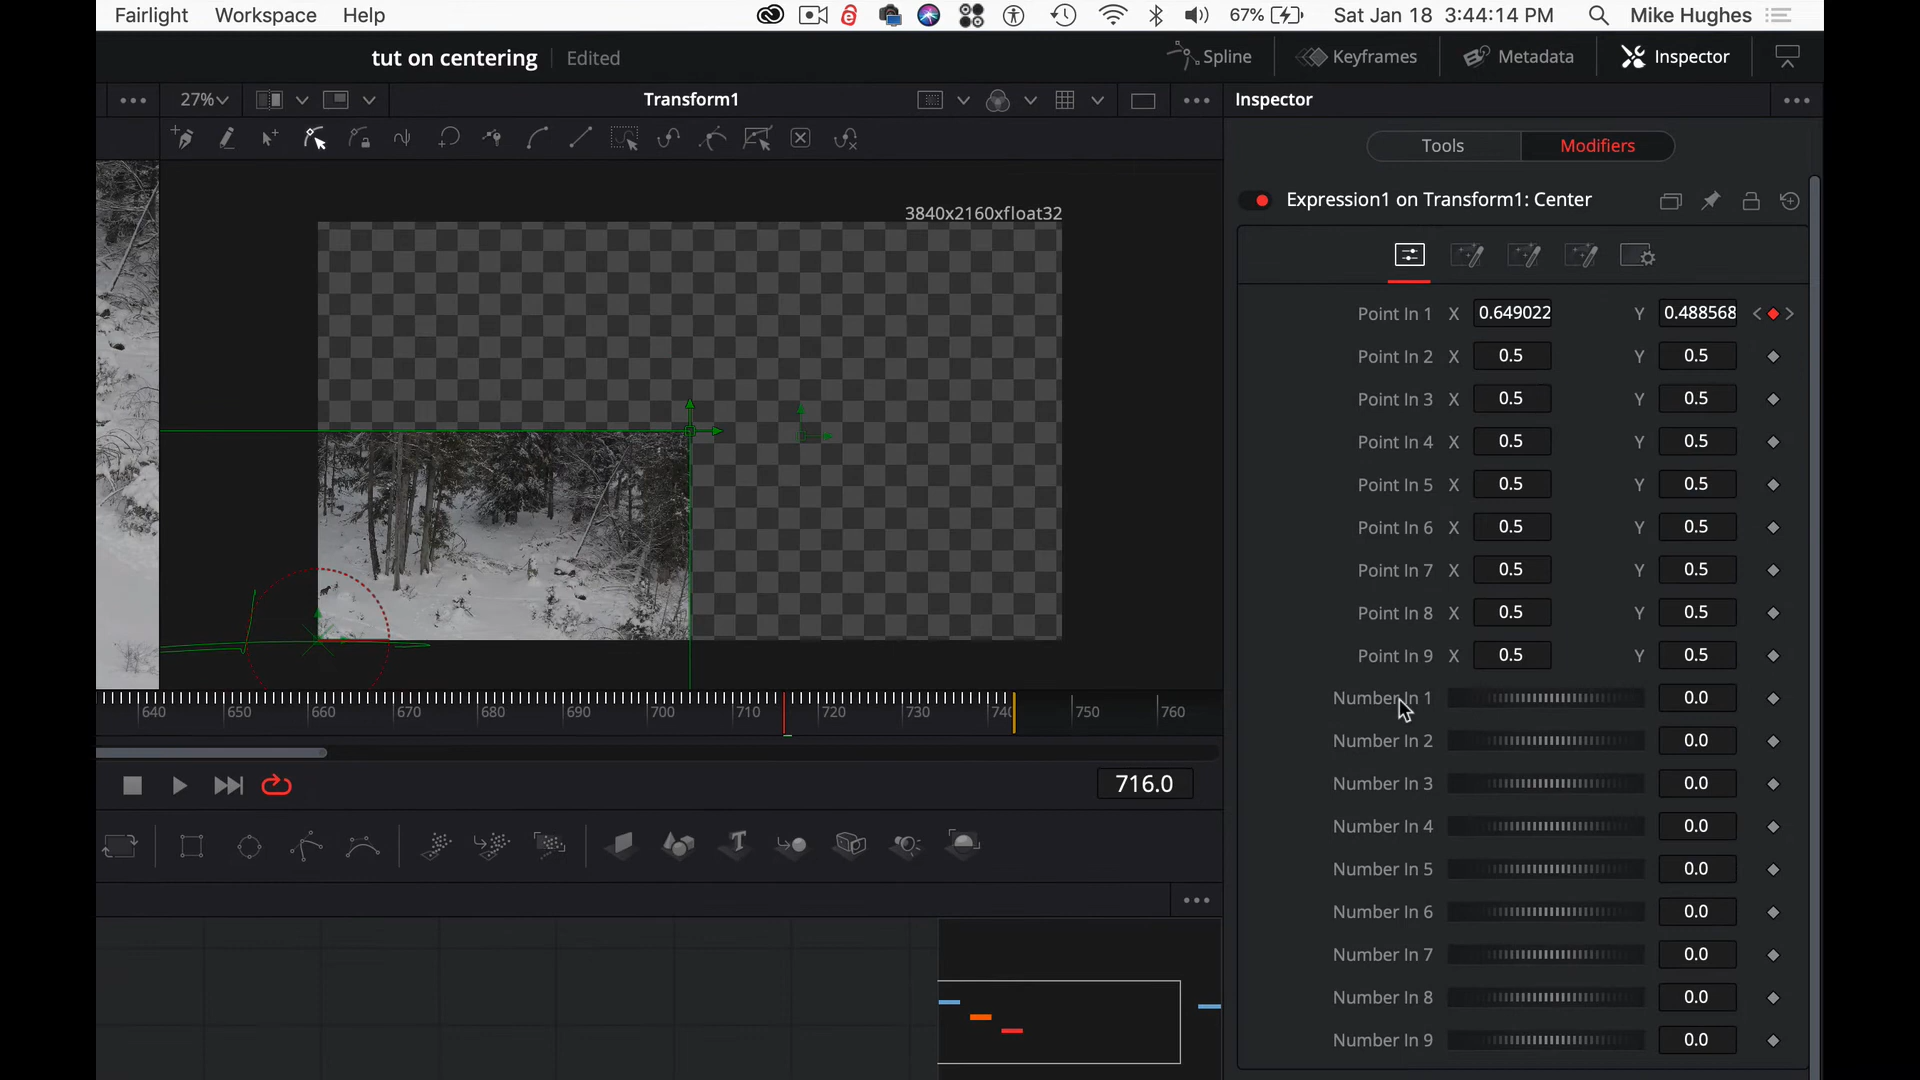 Fairlight Workspace Help 67% Sat Jan 18 3:44:14 PM Mike Hughes
tut on centering Edited Spline Keyframes Metadata Inspector
27% Transform1 Inspector
Tools Modifiers
Expression1 on Transform1: Center
3840x2160xfloat32
Point In 1 X 0.649022 Y 0.488568
Point In 2 X 0.5 Y 0.5
Point In 3 X 0.5 Y 0.5
Point In 4 X 0.5 Y 0.5
Point In 5 X 0.5 Y 0.5
Point In 6 X 0.5 Y 0.5
Point In 7 X 0.5 Y 0.5
Point In 8 X 0.5 Y 0.5
Point In 9 X 0.5 Y 0.5
Number In 1 0.0
640 650 660 670 680 690 700 710 720 730 740 750 760
Number In 2 0.0
Number In 3 0.0
716.0
Number In 4 0.0
Number In 5 0.0
Number In 6 0.0
Number In 7 0.0
Number In 8 0.0
Number In 9 0.0